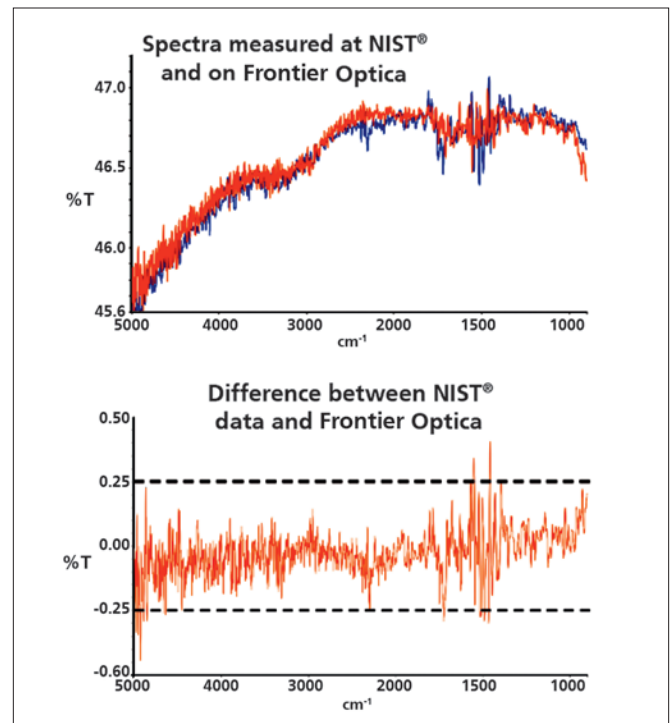 Spectra measured at NIST®
and on Frontier Optica
47.0
46.5
%T
46.0
45.6
5000 4000 3000 2000 1500 1000
cm-1
Difference between NIST®
data and Frontier Optica
0.50
0.25
0.00
%T
-0.25
-0.60
5000 4000 3000 2000 1500 1000
cm-1